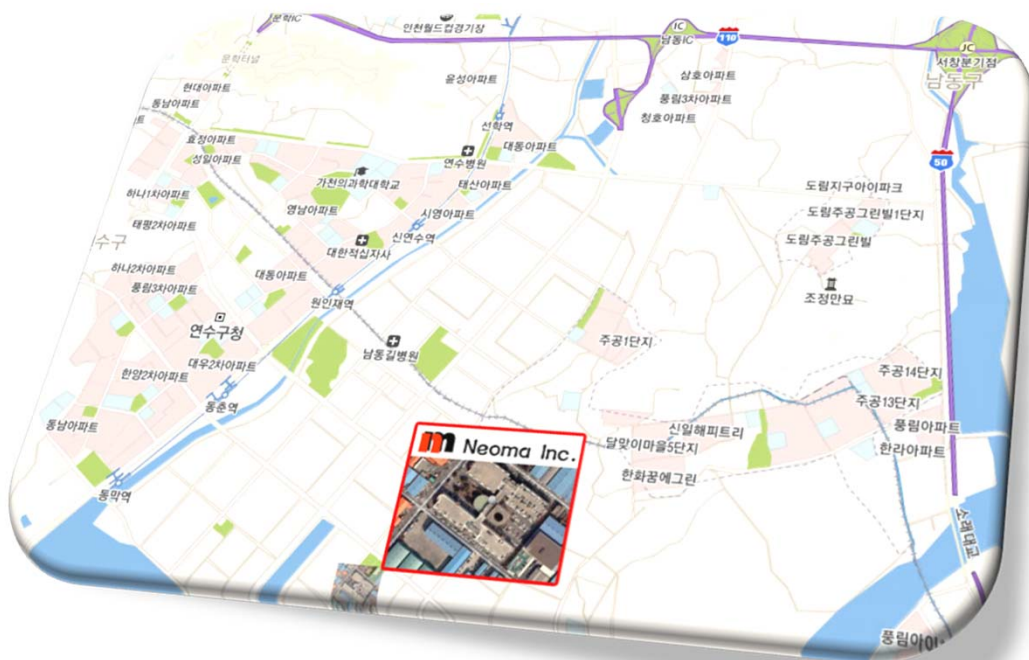 문학IC
인천월드컵경기장
IC
남동IC
110
JC
서창분기점
남동구
문학터널
윤성아파트
삼호아파트
현대아파트
풍림3차아파트
동남아파트
청호아파트
선학역
효정아파트
대동아파트
성일아파트
연수병원
50
가천의과학대학교
태산아파트
도림지구아이파크
하나1차아파트
영남아파트
시영아파트
도림주공그린빌1단지
태평2차아파트
신연수역
수구
대한적십자사
도림주공그린빌
하나2차아파트
대동아파트
풍림3차아파트
원인재역
조정만묘
연수구청
남동길병원
주공1단지
대우2차아파트
한양2차아파트
주공14단지
동춘역
주공13단지
동남아파트
신일해피트리
풍림아파트
Neoma Inc.
달맞이마을5단지
한라아파트
한화꿈에그린
동막역
소래대교
풍림아이